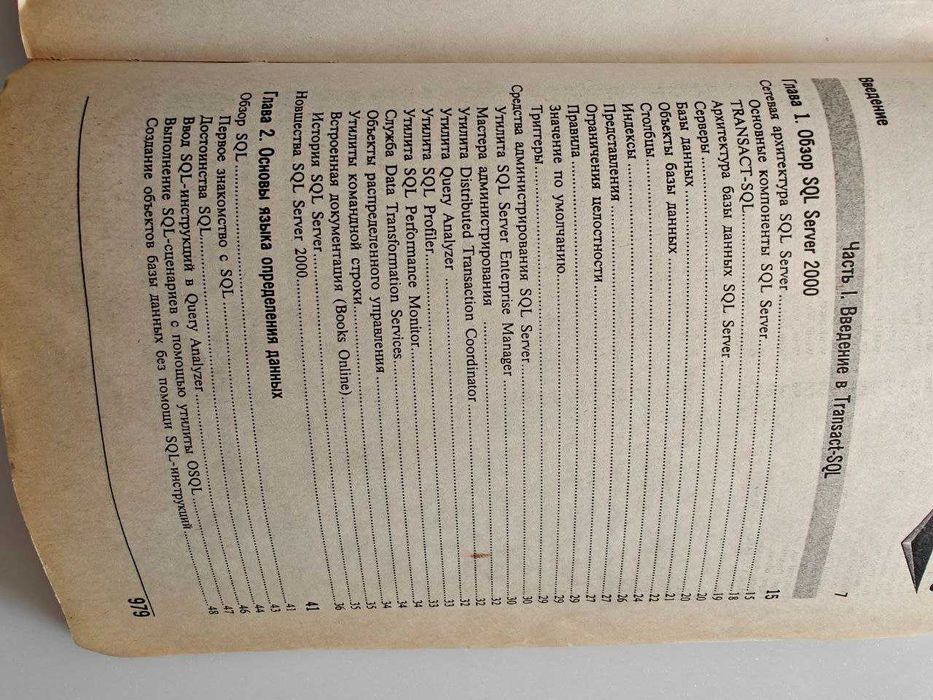 Введение 7
Часть I. Введение в Transact-SQL
Глава 1. Обзор SQL Server 2000 15
Сетевая архитектура SQL Server 15
Основные компоненты SQL Server 18
TRANSACT-SQL 19
Архитектура базы данных SQL Server 20
Серверы 20
Базы данных 21
Объекты базы данных 22
Столбцы 24
Индексы 26
Представления 27
Ограничения целостности 27
Правила 29
Значение по умолчанию 29
Триггеры 29
Средства администрирования SQL Server 30
Утилита SQL Server Enterprise Manager 30
Мастера администрирования 32
Утилита Distributed Transaction Coordinator 32
Утилита Query Analyzer 32
Утилита SQL Profiler 33
Утилита SQL Performance Monitor 33
Служба Data Transformation Services 34
Объекты распределенного управления 34
Утилиты командной строки 34
Встроенная документация (Books Online) 35
История SQL Server 35
Новшества SQL Server 2000 36
Глава 2. Основы языка определения данных 41
Обзор SQL 41
Первое знакомство с SQL 43
Достоинства SQL 44
Ввод SQL-инструкций в Query Analyzer 46
Выполнение SQL-сценариев с помощью утилиты OSQL 47
Создание объектов базы данных без помощи SQL-инструкций 48
979